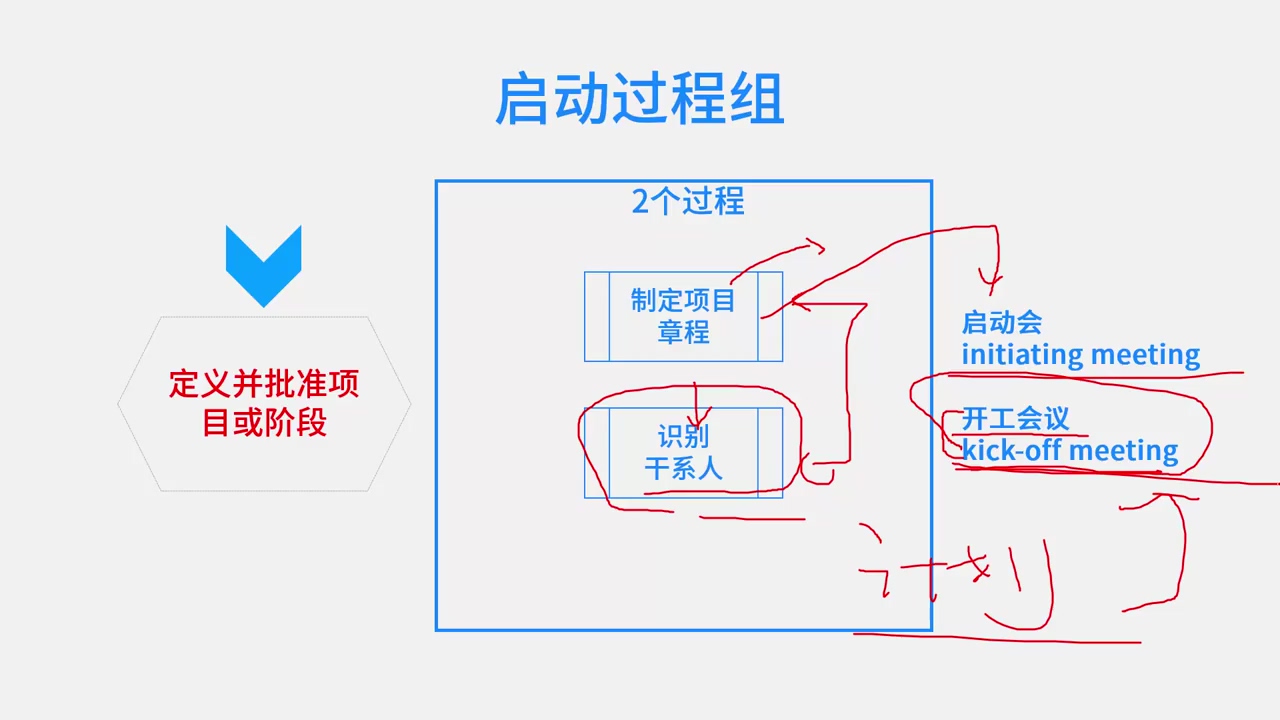 启动过程组
2个过程
制定项目
章程
识别
干系人
定义并批准项
目或阶段
启动会
initiating meeting
开工会议
kick-off meeting
计划